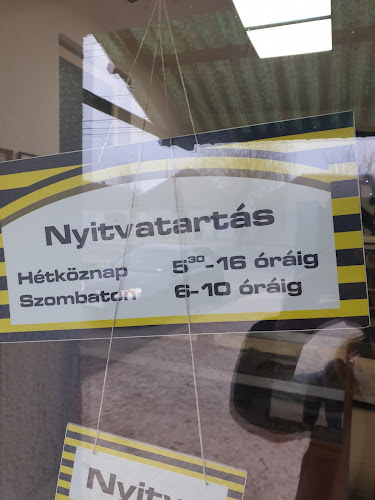 Nyitvatartás
Hétköznap 5³⁰-16 óráig
Szombaton 6-10 óráig